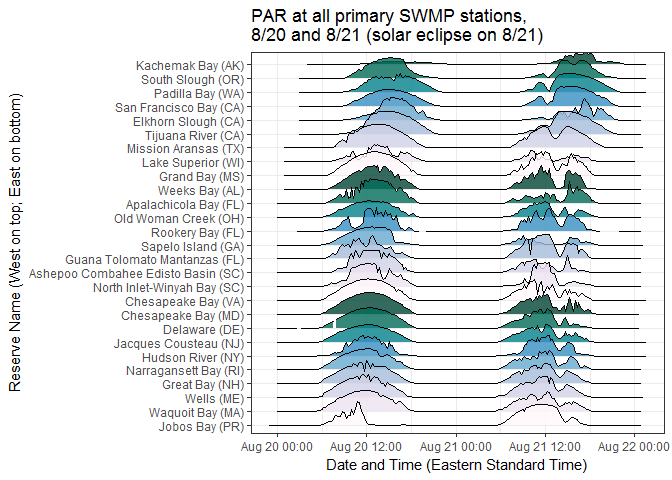 PAR at all primary SWMP stations,
8/20 and 8/21 (solar eclipse on 8/21)
Reserve Name (West on top; East on bottom)
Kachemak Bay (AK)
South Slough (OR)
Padilla Bay (WA)
San Francisco Bay (CA)
Elkhorn Slough (CA)
Tijuana River (CA)
Mission Aransas (TX)
Lake Superior (WI)
Grand Bay (MS)
Weeks Bay (AL)
Apalachicola Bay (FL)
Old Woman Creek (OH)
Rookery Bay (FL)
Sapelo Island (GA)
Guana Tolomato Mantanzas (FL)
Ashepoo Combahee Edisto Basin (SC)
North Inlet-Winyah Bay (SC)
Chesapeake Bay (VA)
Chesapeake Bay (MD)
Delaware (DE)
Jacques Cousteau (NJ)
Hudson River (NY)
Narragansett Bay (RI)
Great Bay (NH)
Wells (ME)
Waquoit Bay (MA)
Jobos Bay (PR)
Aug 20 00:00 Aug 20 12:00 Aug 21 00:00 Aug 21 12:00 Aug 22 00:00
Date and Time (Eastern Standard Time)